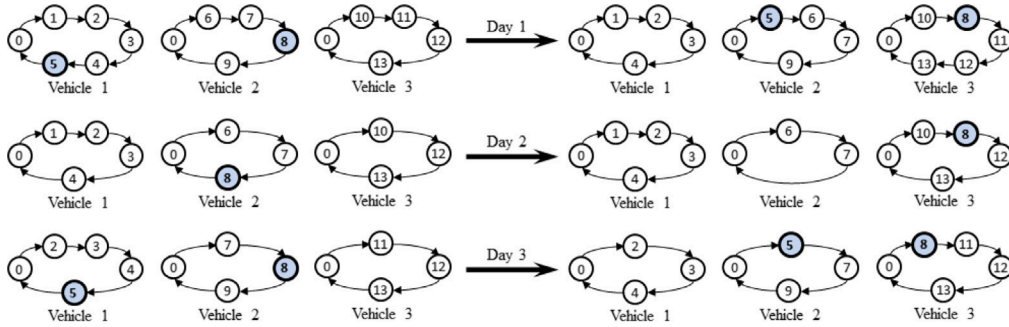 1 2 6 7 10 11 Day 1 1 2 5 6 10 8
0 3 0 8 0 12 0 3 0 7 0 11
5 4 9 13 4 9 13 12
Vehicle 1 Vehicle 2 Vehicle 3 Vehicle 1 Vehicle 2 Vehicle 3
1 2 6 10 Day 2 1 2 6 10 8
0 3 0 7 0 12 0 3 0 7 0 12
4 8 13 4 13
Vehicle 1 Vehicle 2 Vehicle 3 Vehicle 1 Vehicle 2 Vehicle 3
2 3 7 11 Day 3 2 5 8 11
0 4 0 8 0 12 0 3 0 7 0 12
5 9 13 4 9 13
Vehicle 1 Vehicle 2 Vehicle 3 Vehicle 1 Vehicle 2 Vehicle 3